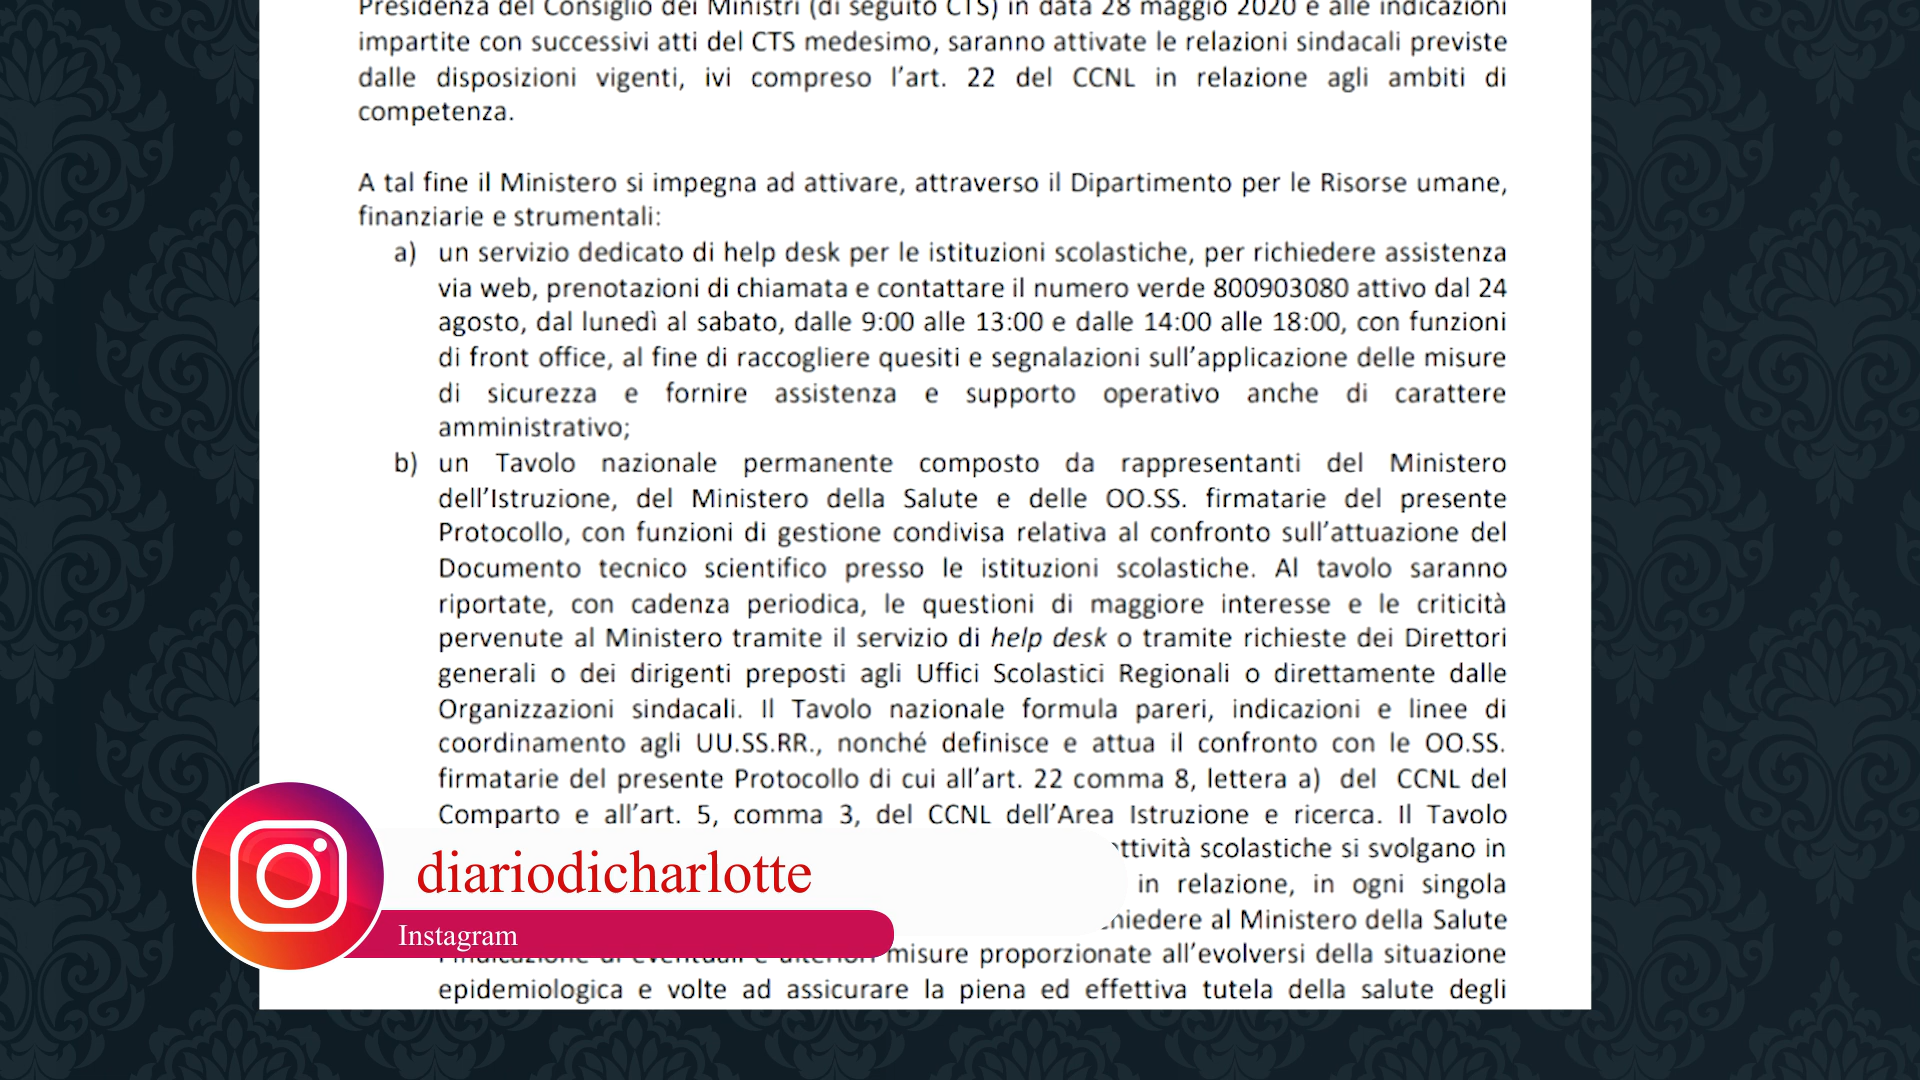 Presidenza del Consiglio dei Ministri (di seguito CTS) in data 28 maggio 2020 e alle indicazioni
impartite con successivi atti del CTS medesimo, saranno attivate le relazioni sindacali previste
dalle disposizioni vigenti, ivi compreso l’art. 22 del CCNL in relazione agli ambiti di
competenza.
A tal fine il Ministero si impegna ad attivare, attraverso il Dipartimento per le Risorse umane,
finanziarie e strumentali:
a) un servizio dedicato di help desk per le istituzioni scolastiche, per richiedere assistenza
via web, prenotazioni di chiamata e contattare il numero verde 800903080 attivo dal 24
agosto, dal lunedì al sabato, dalle 9:00 alle 13:00 e dalle 14:00 alle 18:00, con funzioni
di front office, al fine di raccogliere quesiti e segnalazioni sull’applicazione delle misure
di sicurezza e fornire assistenza e supporto operativo anche di carattere
amministrativo;
b) un Tavolo nazionale permanente composto da rappresentanti del Ministero
dell’Istruzione, del Ministero della Salute e delle OO.SS. firmatarie del presente
Protocollo, con funzioni di gestione condivisa relativa al confronto sull’attuazione del
Documento tecnico scientifico presso le istituzioni scolastiche. Al tavolo saranno
riportate, con cadenza periodica, le questioni di maggiore interesse e le criticità
pervenute al Ministero tramite il servizio di help desk o tramite richieste dei Direttori
generali o dei dirigenti preposti agli Uffici Scolastici Regionali o direttamente dalle
Organizzazioni sindacali. Il Tavolo nazionale formula pareri, indicazioni e linee di
coordinamento agli UU.SS.RR., nonché definisce e attua il confronto con le OO.SS.
firmatarie del presente Protocollo di cui all’art. 22 comma 8, lettera a) del CCNL del
Comparto e all’art. 5, comma 3, del CCNL dell’Area Istruzione e ricerca. Il Tavolo
scolastiche si svolgano in
in relazione, in ogni singola
al Ministero della Salute
misure proporzionate all’evolversi della situazione
epidemiologica e volte ad assicurare la piena ed effettiva tutela della salute degli
diariodicharlotte
Instagram